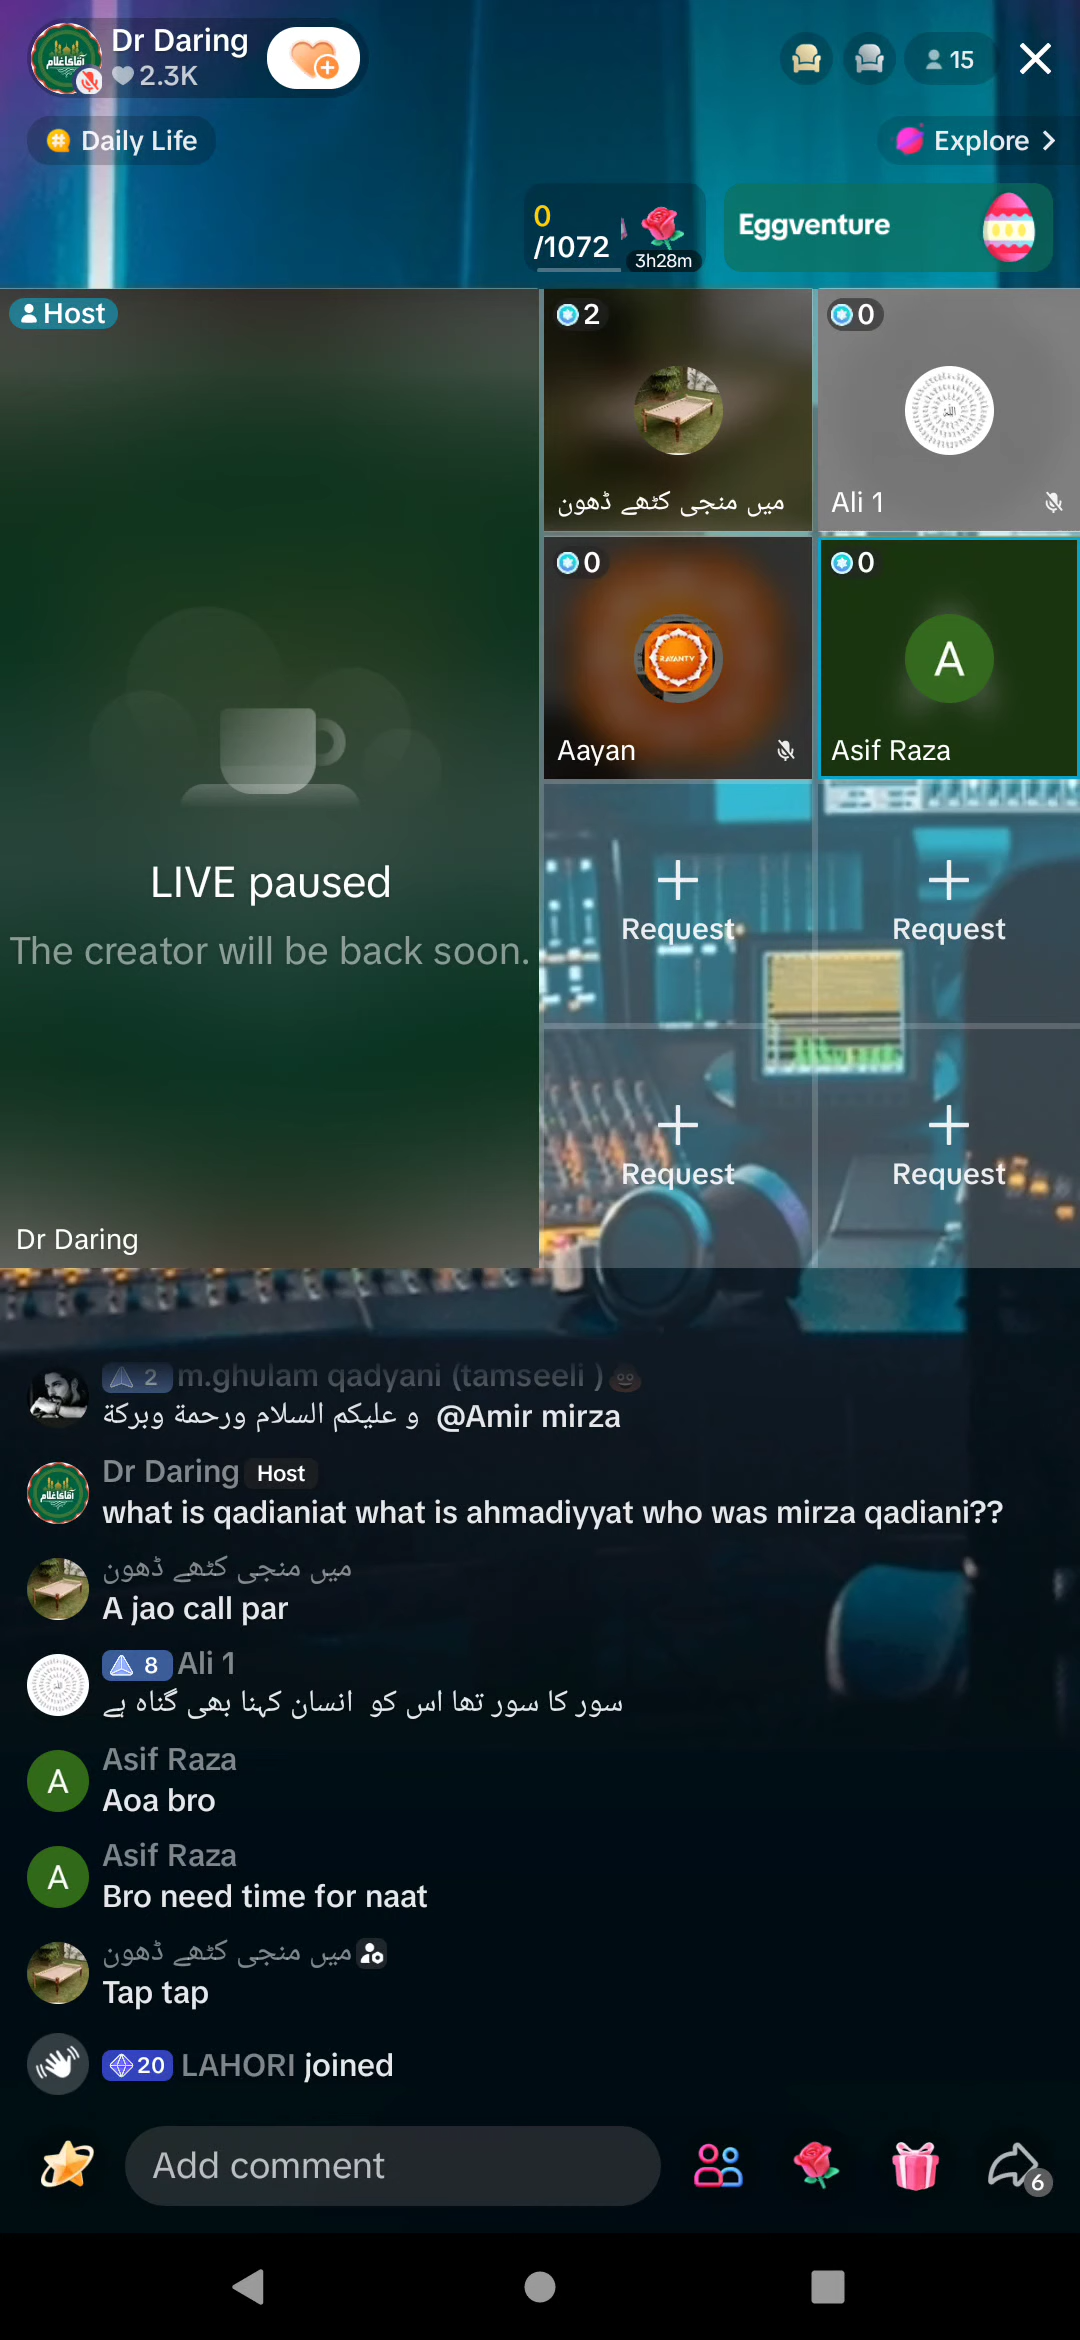 Dr Daring
2.3K
15
Daily Life
Explore
0
/1072
3h28m
Eggventure
Host
2
0
میں منجی کٹھے ڈھون
Ali 1
0
0
RAYANTV
A
Aayan
Asif Raza
LIVE paused
The creator will be back soon.
Request
Request
Request
Request
Dr Daring
2 m.ghulam qadyani (tamseeli )💩
و علیکم السلام ورحمة وبركة @Amir mirza
Dr Daring Host
what is qadianiat what is ahmadiyyat who was mirza qadiani??
میں منجی کٹھے ڈھون
A jao call par
8 Ali 1
سور کا سور تھا اس کو انسان کہنا بھی گناہ ہے
Asif Raza
A
Aoa bro
Asif Raza
A
Bro need time for naat
میں منجی کٹھے ڈھون
Tap tap
20 LAHORI joined
Add comment
6